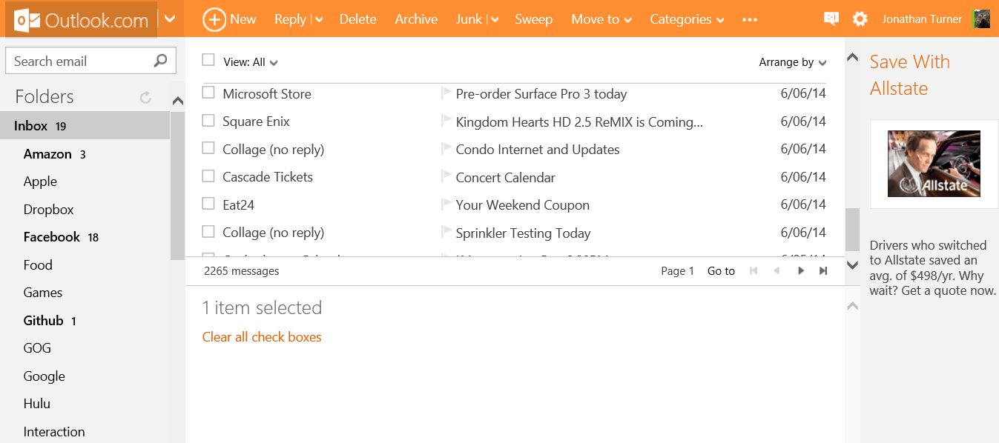 Outlook.com New Reply Delete Archive Junk Sweep Move to Categories ... Jonathan Turner
Search email
Folders
Inbox 19
Amazon 3
Apple
Dropbox
Facebook 18
Food
Games
Github 1
GOG
Google
Hulu
Interaction
View: All Arrange by
Microsoft Store Pre-order Surface Pro 3 today 6/06/14
Square Enix Kingdom Hearts HD 2.5 ReMIX is Coming... 6/06/14
Collage (no reply) Condo Internet and Updates 6/06/14
Cascade Tickets Concert Calendar 6/06/14
Eat24 Your Weekend Coupon 6/06/14
Collage (no reply) Sprinkler Testing Today 6/06/14
2265 messages Page 1 Go to
1 item selected
Clear all check boxes
Save With
Allstate
Allstate
Drivers who switched
to Allstate saved an
avg. of $498/yr. Why
wait? Get a quote now.